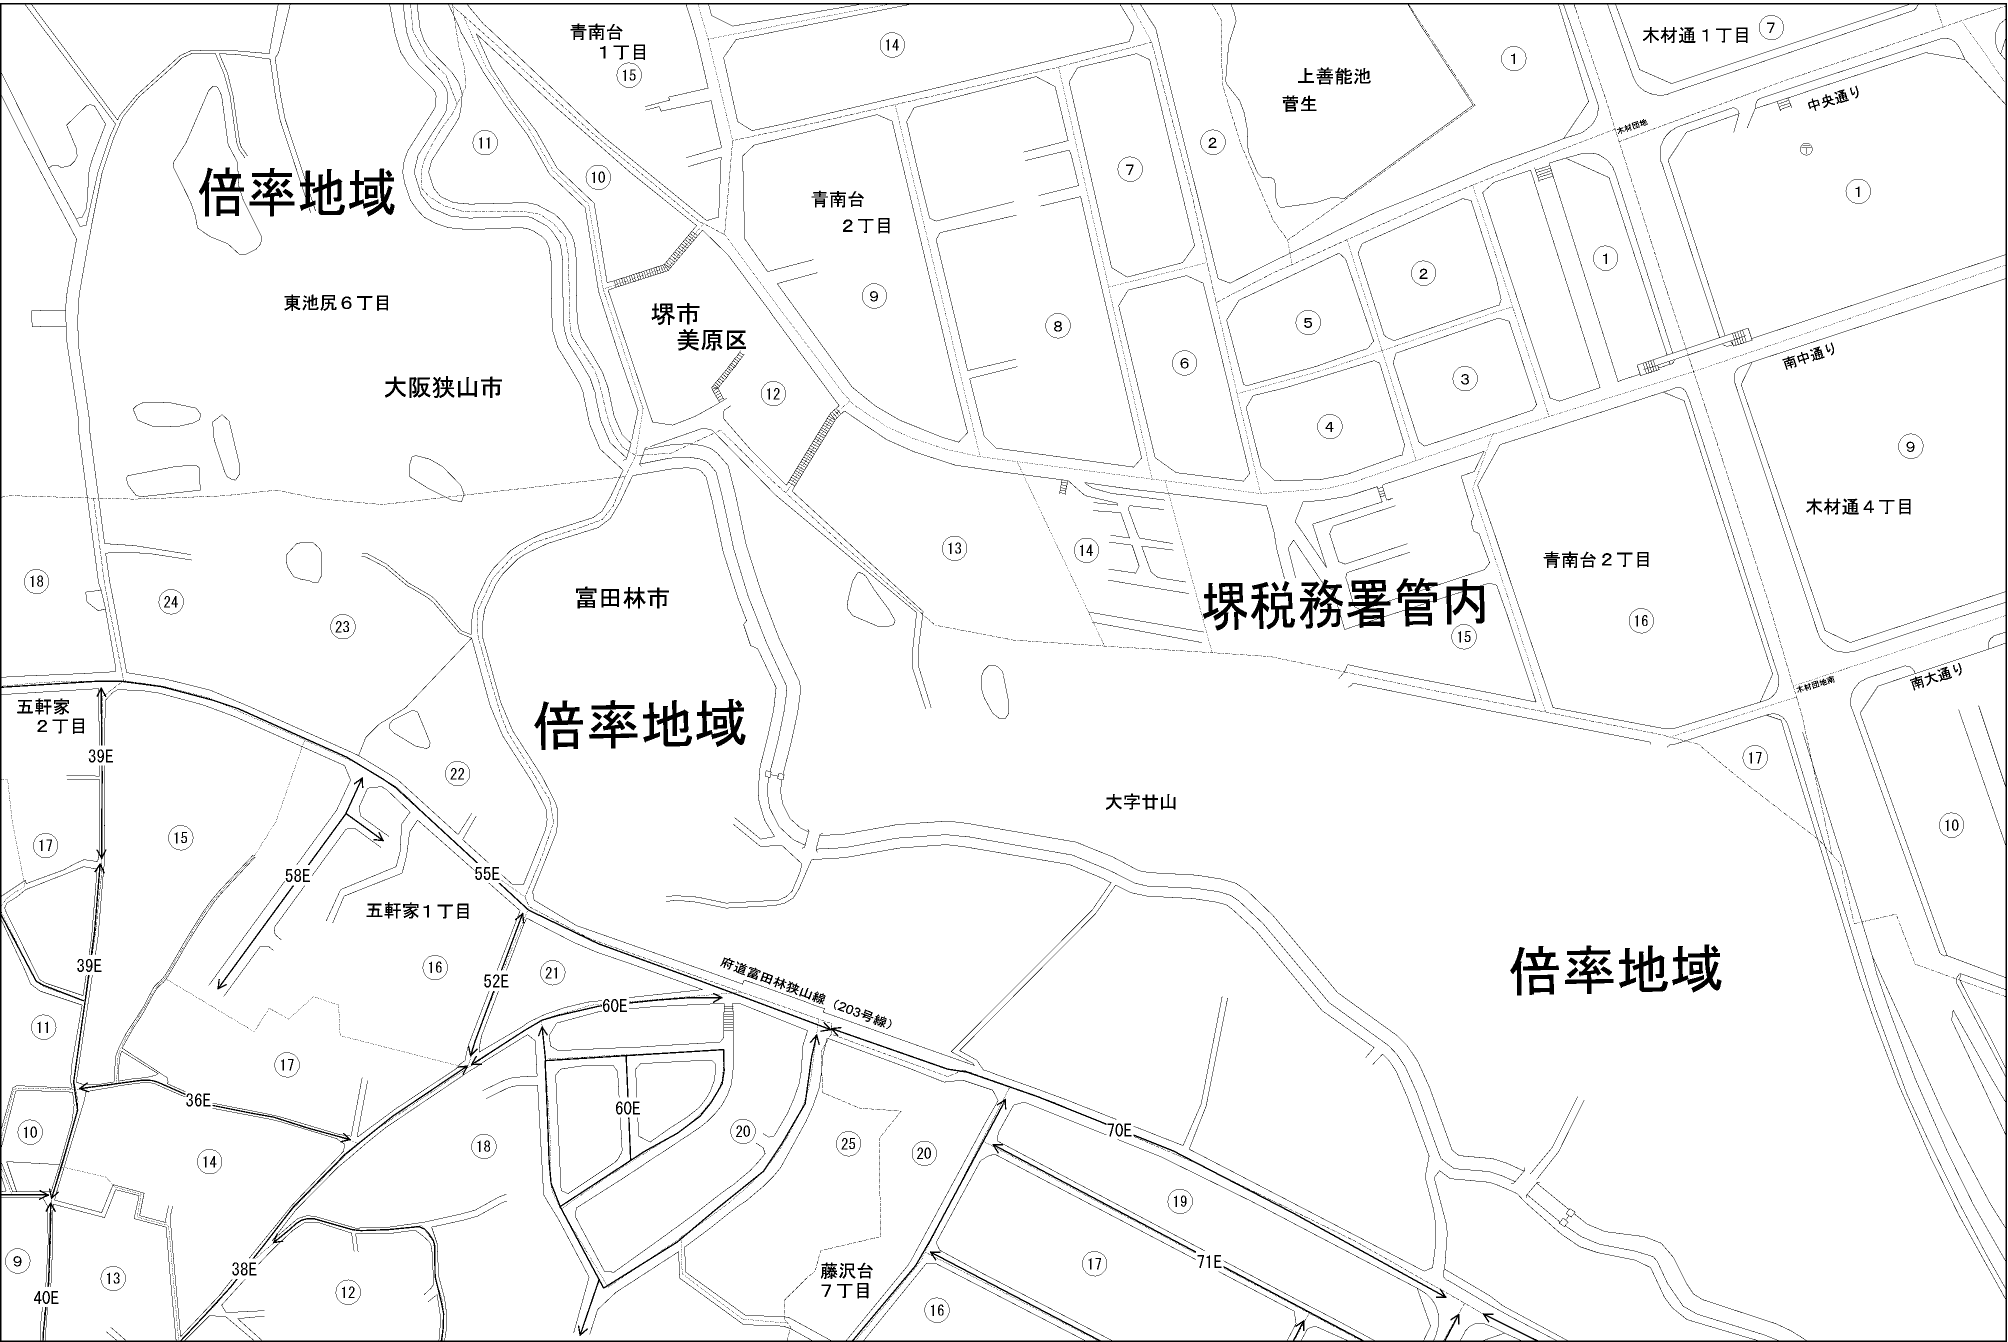 青南台
１丁目
15
14
11
10
倍率地域
東池尻６丁目
大阪狭山市
堺市
美原区
12
青南台
２丁目
9
8
7
6
2
上善能池
菅生
1
木材通１丁目
7
中央通り
木材団地
〒
1
1
2
5
3
4
南中通り
9
木材通４丁目
18
24
23
富田林市
13
14
堺税務署管内
15
青南台２丁目
16
木材団地南
南大通り
五軒家
２丁目
39E
倍率地域
22
17
15
58E
55E
大字廿山
17
10
五軒家１丁目
39E
16
52E
21
60E
府道富田林狭山線（203号線）
倍率地域
11
17
36E
60E
20
25
20
70E
10
14
18
19
9
13
38E
12
40E
藤沢台
７丁目
17
71E
16